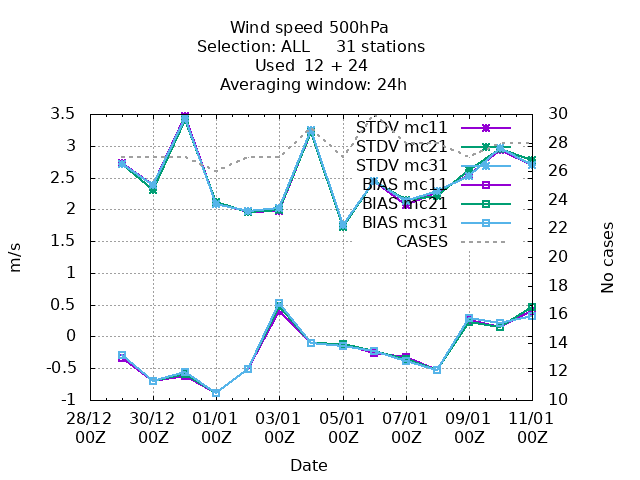 Wind speed 500hPa
Selection: ALL 31 stations
Used 12 + 24
Averaging window: 24h
3.5
3
2.5
2
1.5
1
0.5
0
-0.5
-1
30
28
26
24
22
20
18
16
14
12
10
m/s
No cases
STDV mc11
STDV mc21
STDV mc31
BIAS mc11
BIAS mc21
BIAS mc31
CASES
28/12 30/12 01/01 03/01 05/01 07/01 09/01 11/01
00Z 00Z 00Z 00Z 00Z 00Z 00Z 00Z
Date